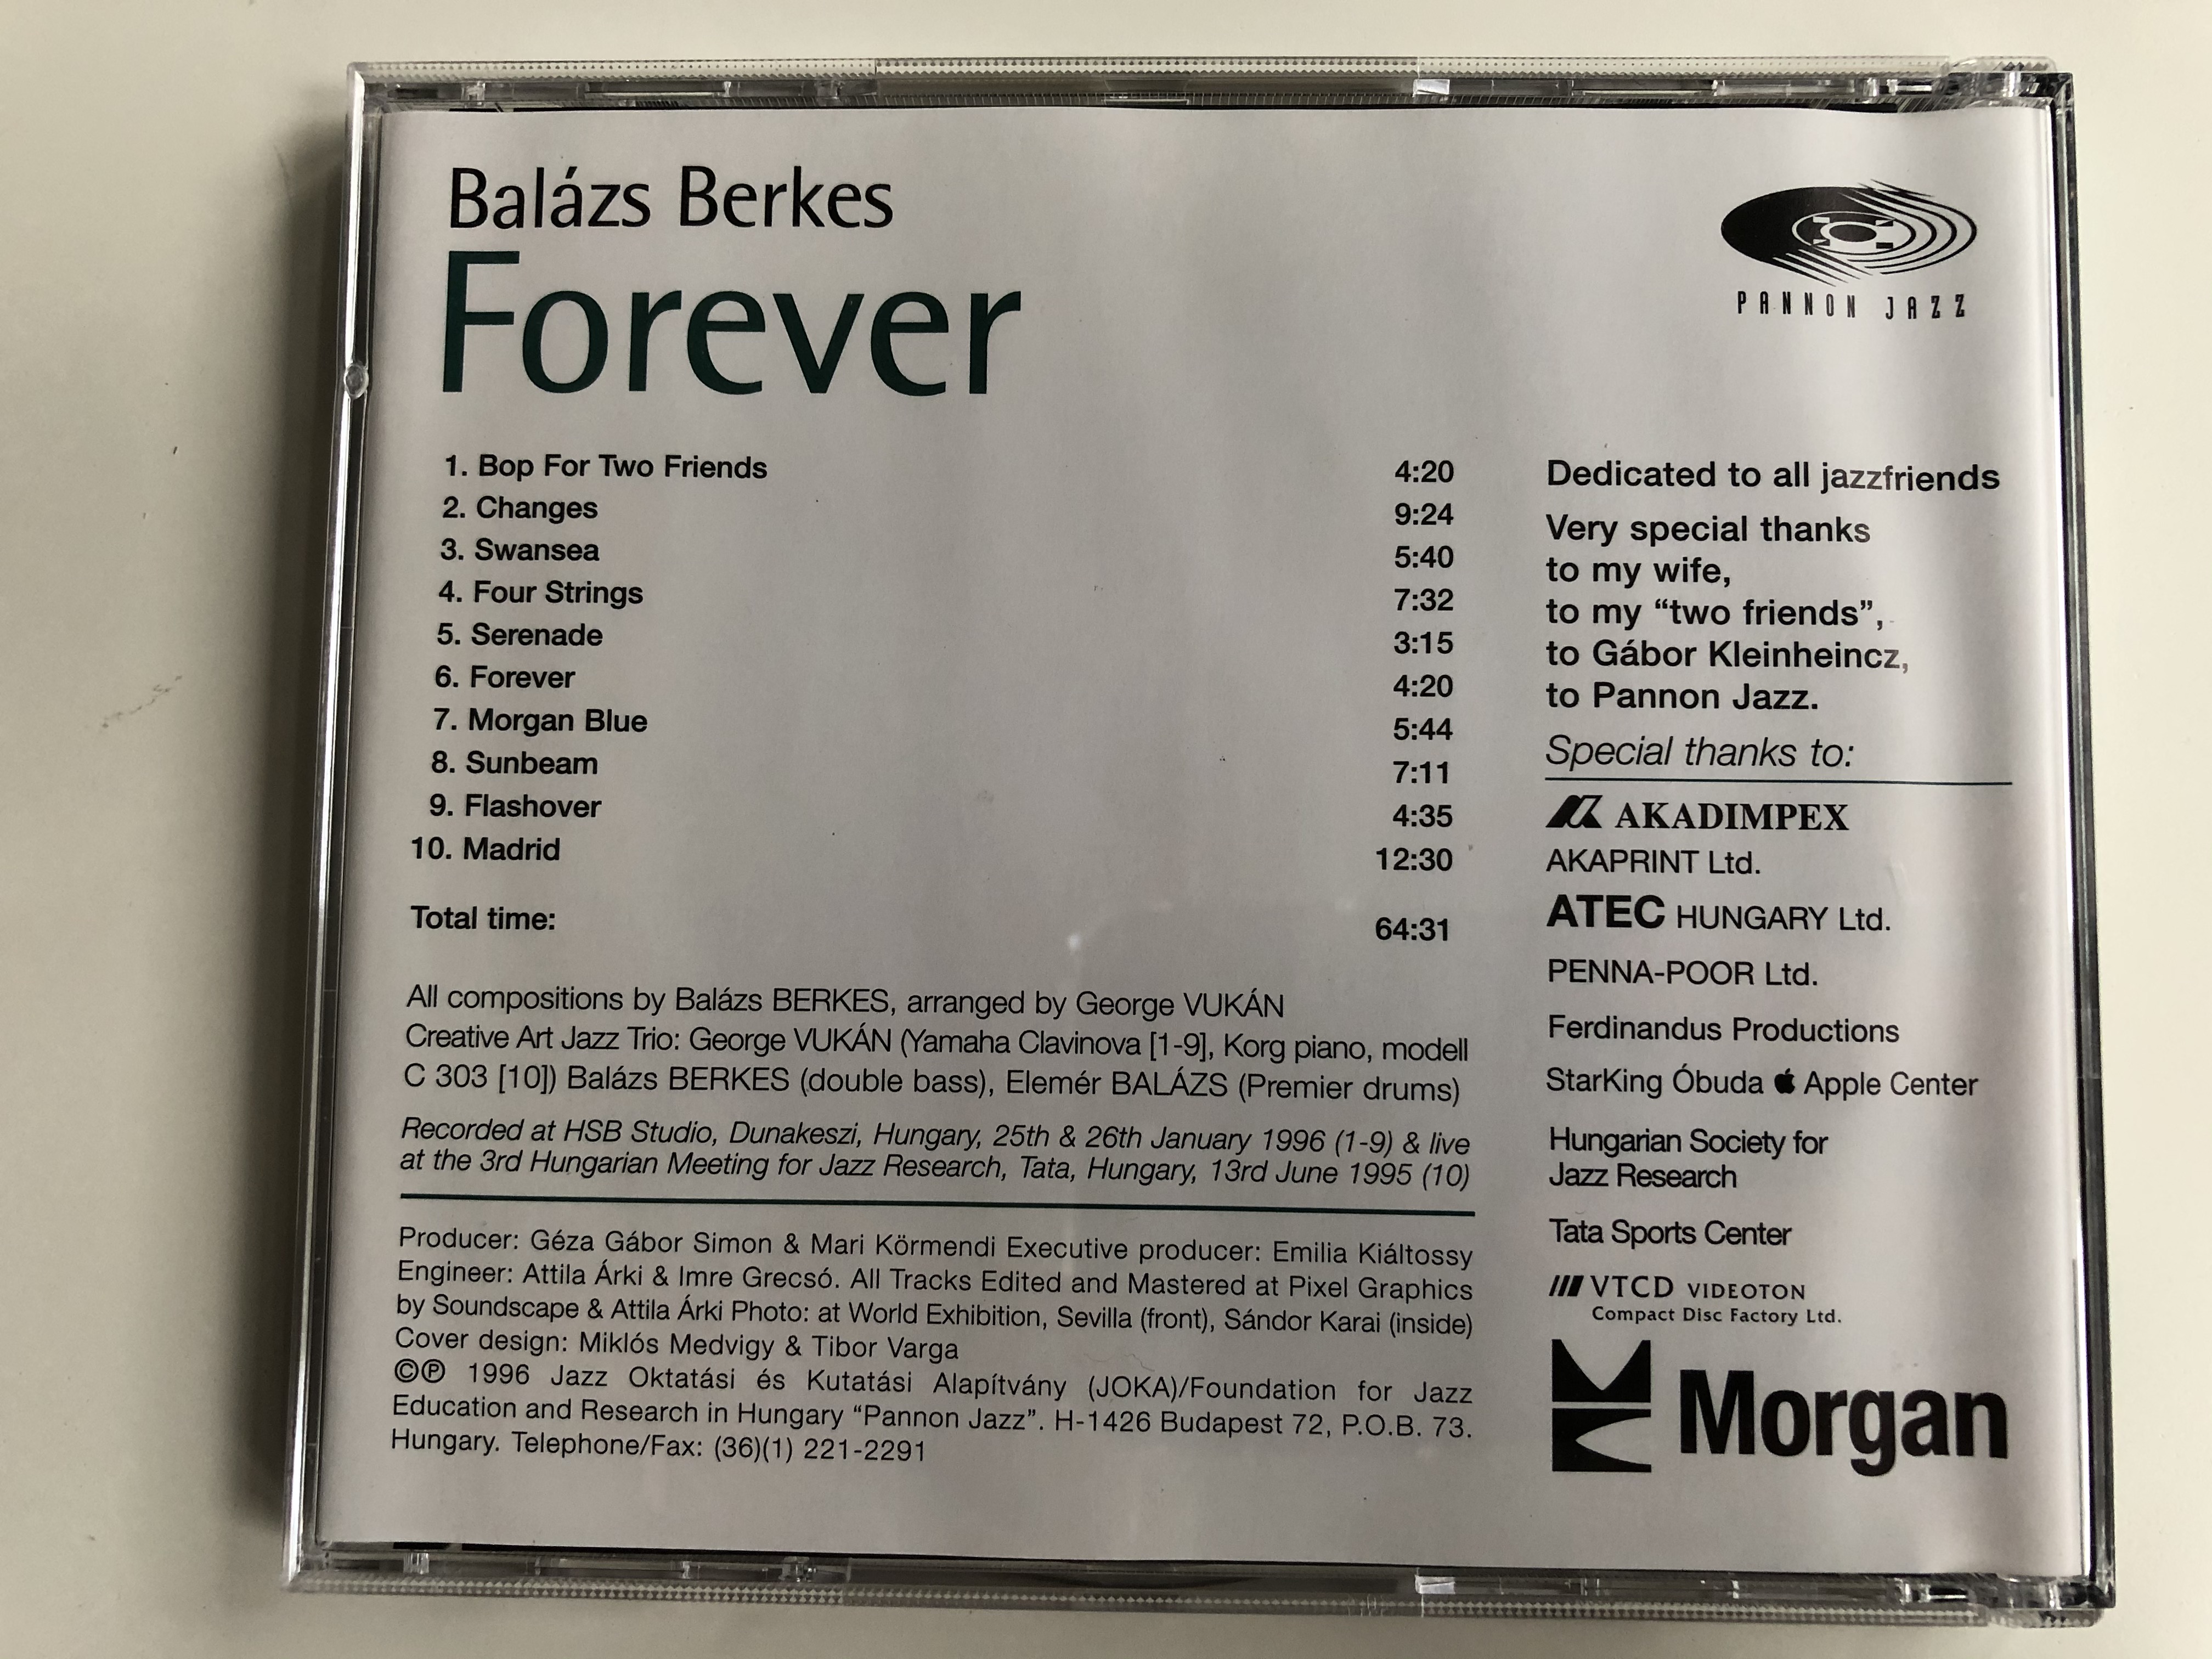 Balázs Berkes
Forever
PANNON JAZZ
1. Bop For Two Friends 4:20
2. Changes 9:24
3. Swansea 5:40
4. Four Strings 7:32
5. Serenade 3:15
6. Forever 4:20
7. Morgan Blue 5:44
8. Sunbeam 7:11
9. Flashover 4:35
10. Madrid 12:30
Total time: 64:31
All compositions by Balázs BERKES, arranged by George VUKÁN
Creative Art Jazz Trio: George VUKÁN (Yamaha Clavinova [1-9], Korg piano, modell
C 303 [10]) Balázs BERKES (double bass), Elemér BALÁZS (Premier drums)
Recorded at HSB Studio, Dunakeszi, Hungary, 25th & 26th January 1996 (1-9) & live
at the 3rd Hungarian Meeting for Jazz Research, Tata, Hungary, 13rd June 1995 (10)
Producer: Géza Gábor Simon & Mari Körmendi Executive producer: Emilia Kiáltossy
Engineer: Attila Árki & Imre Grecsó. All Tracks Edited and Mastered at Pixel Graphics
by Soundscape & Attila Árki Photo: at World Exhibition, Sevilla (front), Sándor Karai (inside)
Cover design: Miklós Medvigy & Tibor Varga
©℗ 1996 Jazz Oktatási és Kutatási Alapítvány (JOKA)/Foundation for Jazz
Education and Research in Hungary “Pannon Jazz”. H-1426 Budapest 72, P.O.B. 73.
Hungary. Telephone/Fax: (36)(1) 221-2291
Dedicated to all jazzfriends
Very special thanks
to my wife,
to my “two friends”,
to Gábor Kleinheincz,
to Pannon Jazz.
Special thanks to:
AKADIMPEX
AKAPRINT Ltd.
ATEC HUNGARY Ltd.
PENNA-POOR Ltd.
Ferdinandus Productions
StarKing Óbuda Apple Center
Hungarian Society for
Jazz Research
Tata Sports Center
VTCD VIDEOTON
Compact Disc Factory Ltd.
Morgan